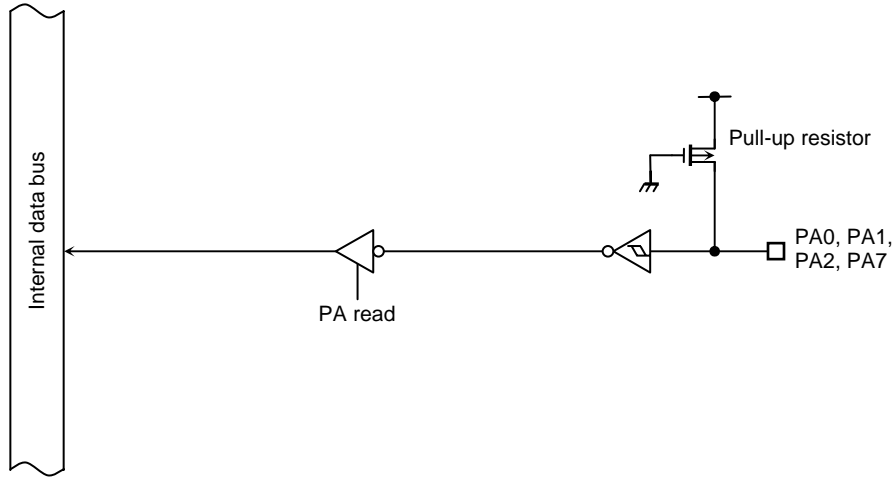 Internal data bus
Pull-up resistor
PA0, PA1,
PA2, PA7
PA read